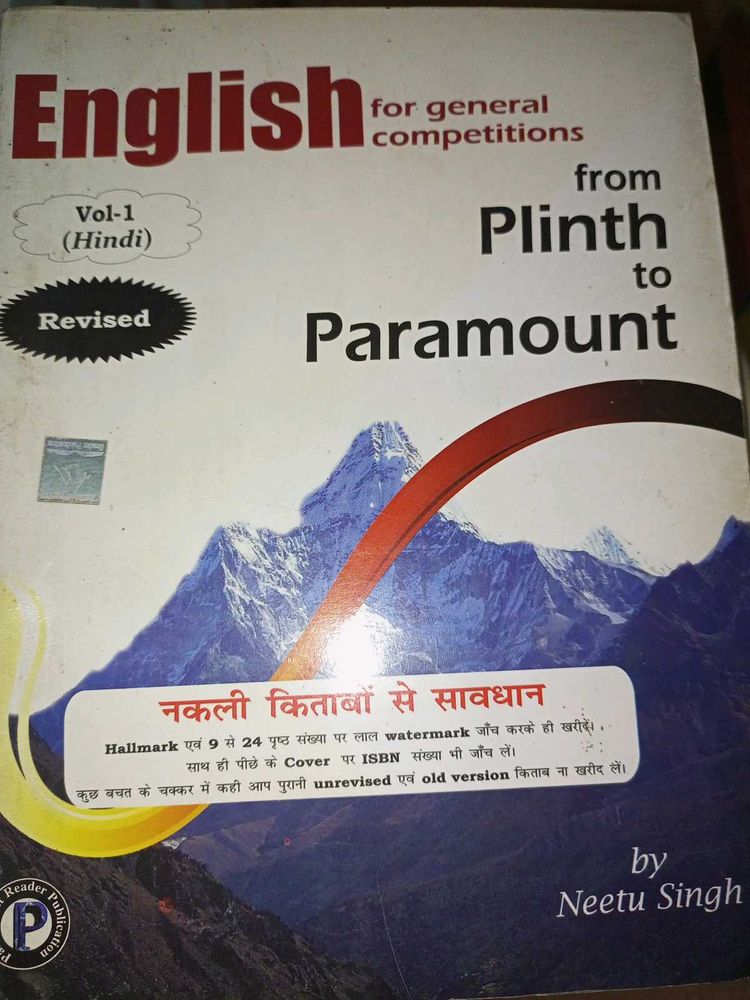 English for general
competitions
from
Plinth
to
Paramount
Vol-1
(Hindi)
Revised
नकली किताबों से सावधान
Hallmark एवं 9 से 24 पृष्ठ संख्या पर लाल watermark जाँच करके ही खरीदें।
साथ ही पीछे के Cover पर ISBN संख्या भी जाँच लें।
कुछ बचत के चक्कर में कही आप पुरानी unrevised एवं old version किताब ना खरीद लें।
by
Neetu Singh
Reader Publication
P